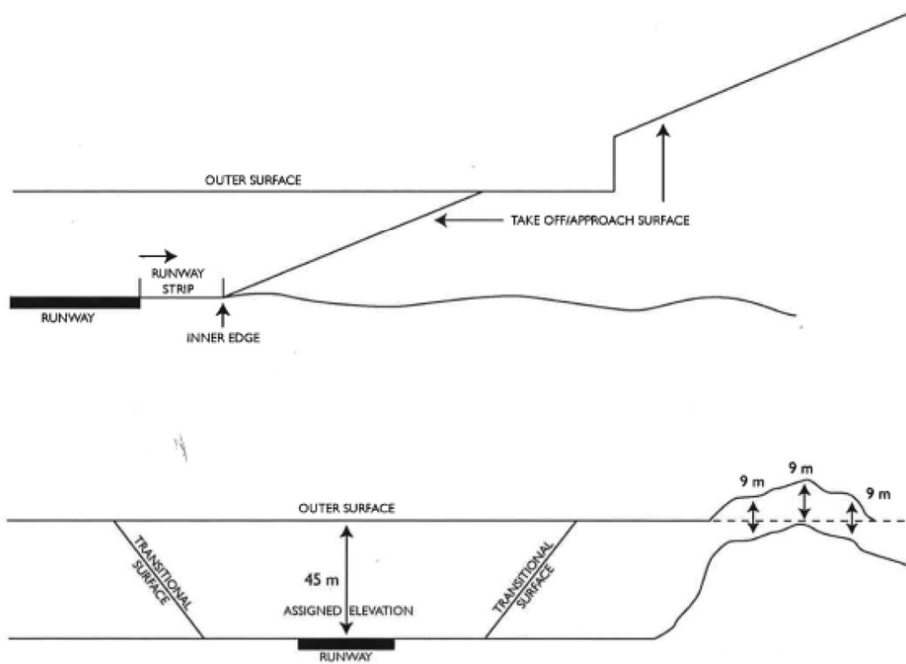 OUTER SURFACE
TAKE OFF/APPROACH SURFACE
RUNWAY
STRIP
RUNWAY
INNER EDGE
9 m
9 m
9 m
OUTER SURFACE
TRANSITIONAL
SURFACE
45 m
TRANSITIONAL
SURFACE
ASSIGNED ELEVATION
RUNWAY